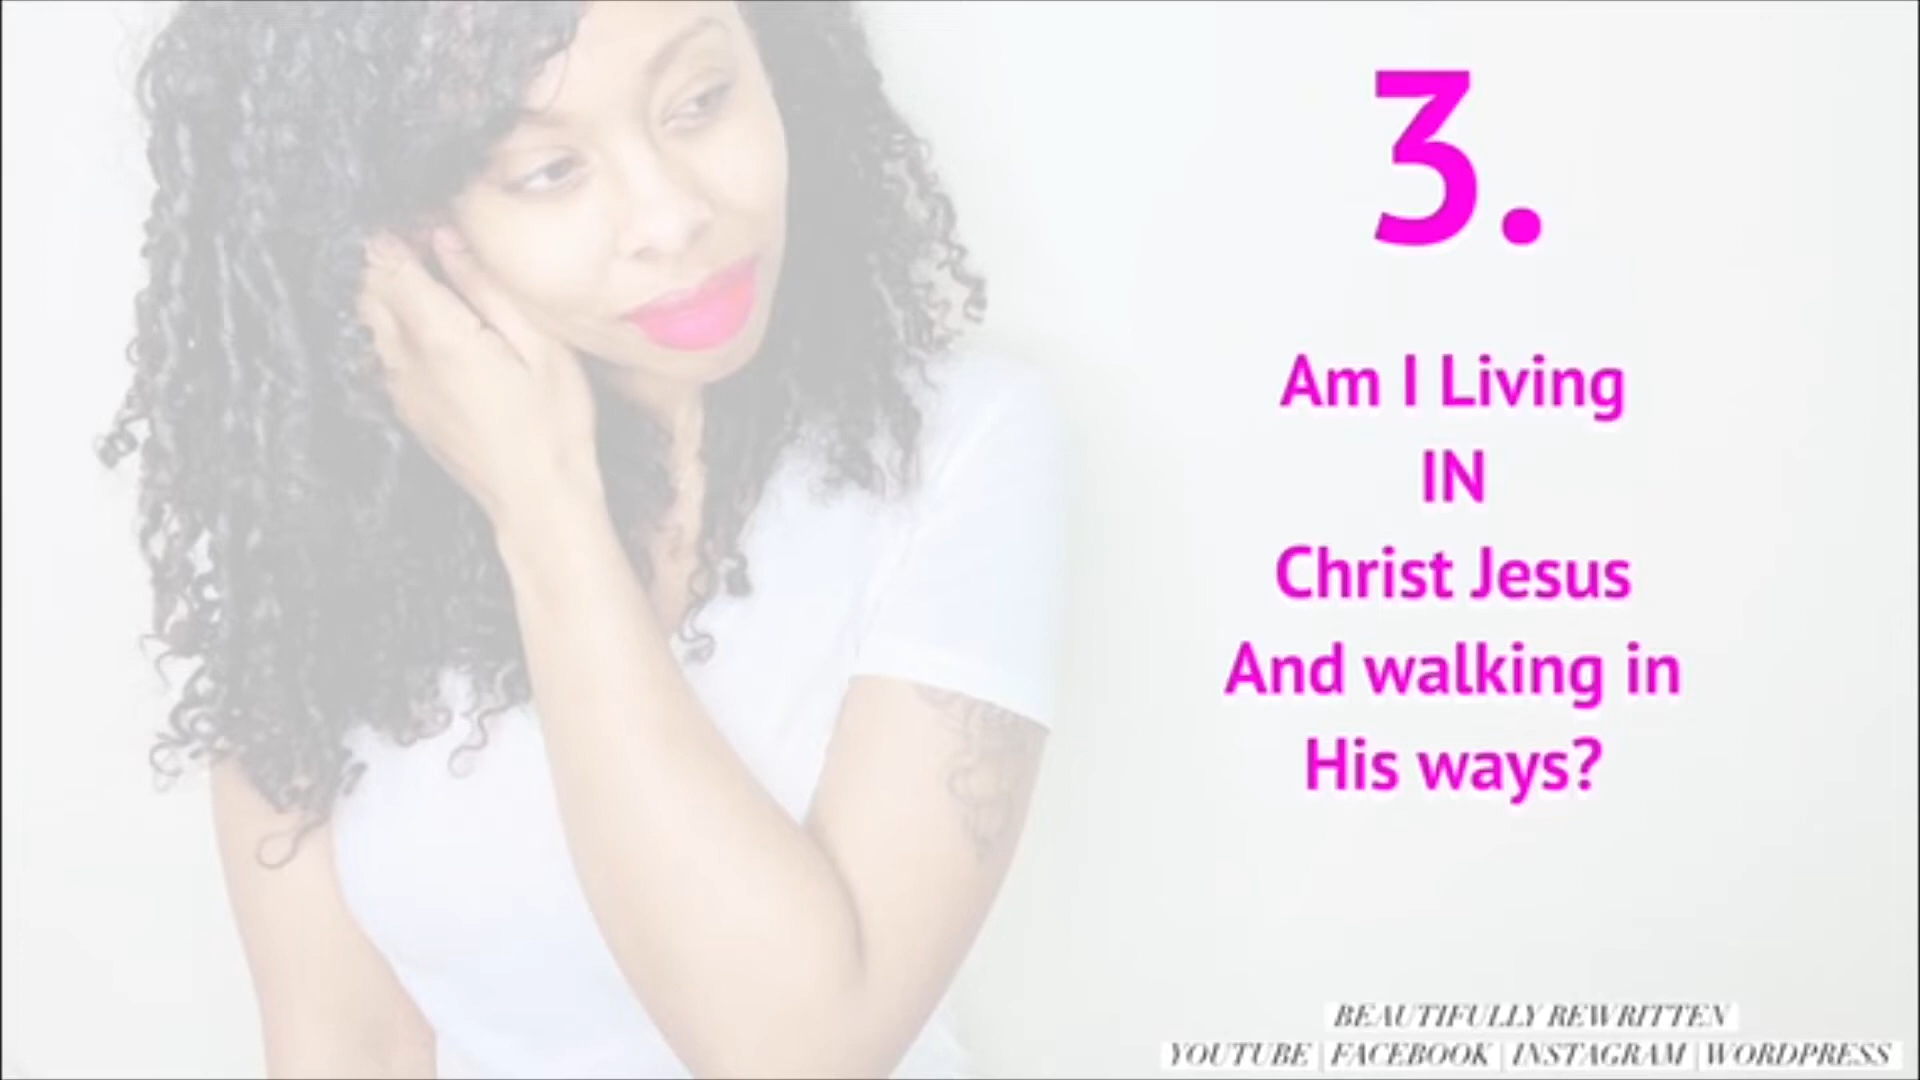 3.
Am I Living
IN
Christ Jesus
And walking in
His ways?
BEAUTIFULLY REWRITTEN
YOUTUBE | FACEBOOK | INSTAGRAM | WORDPRESS